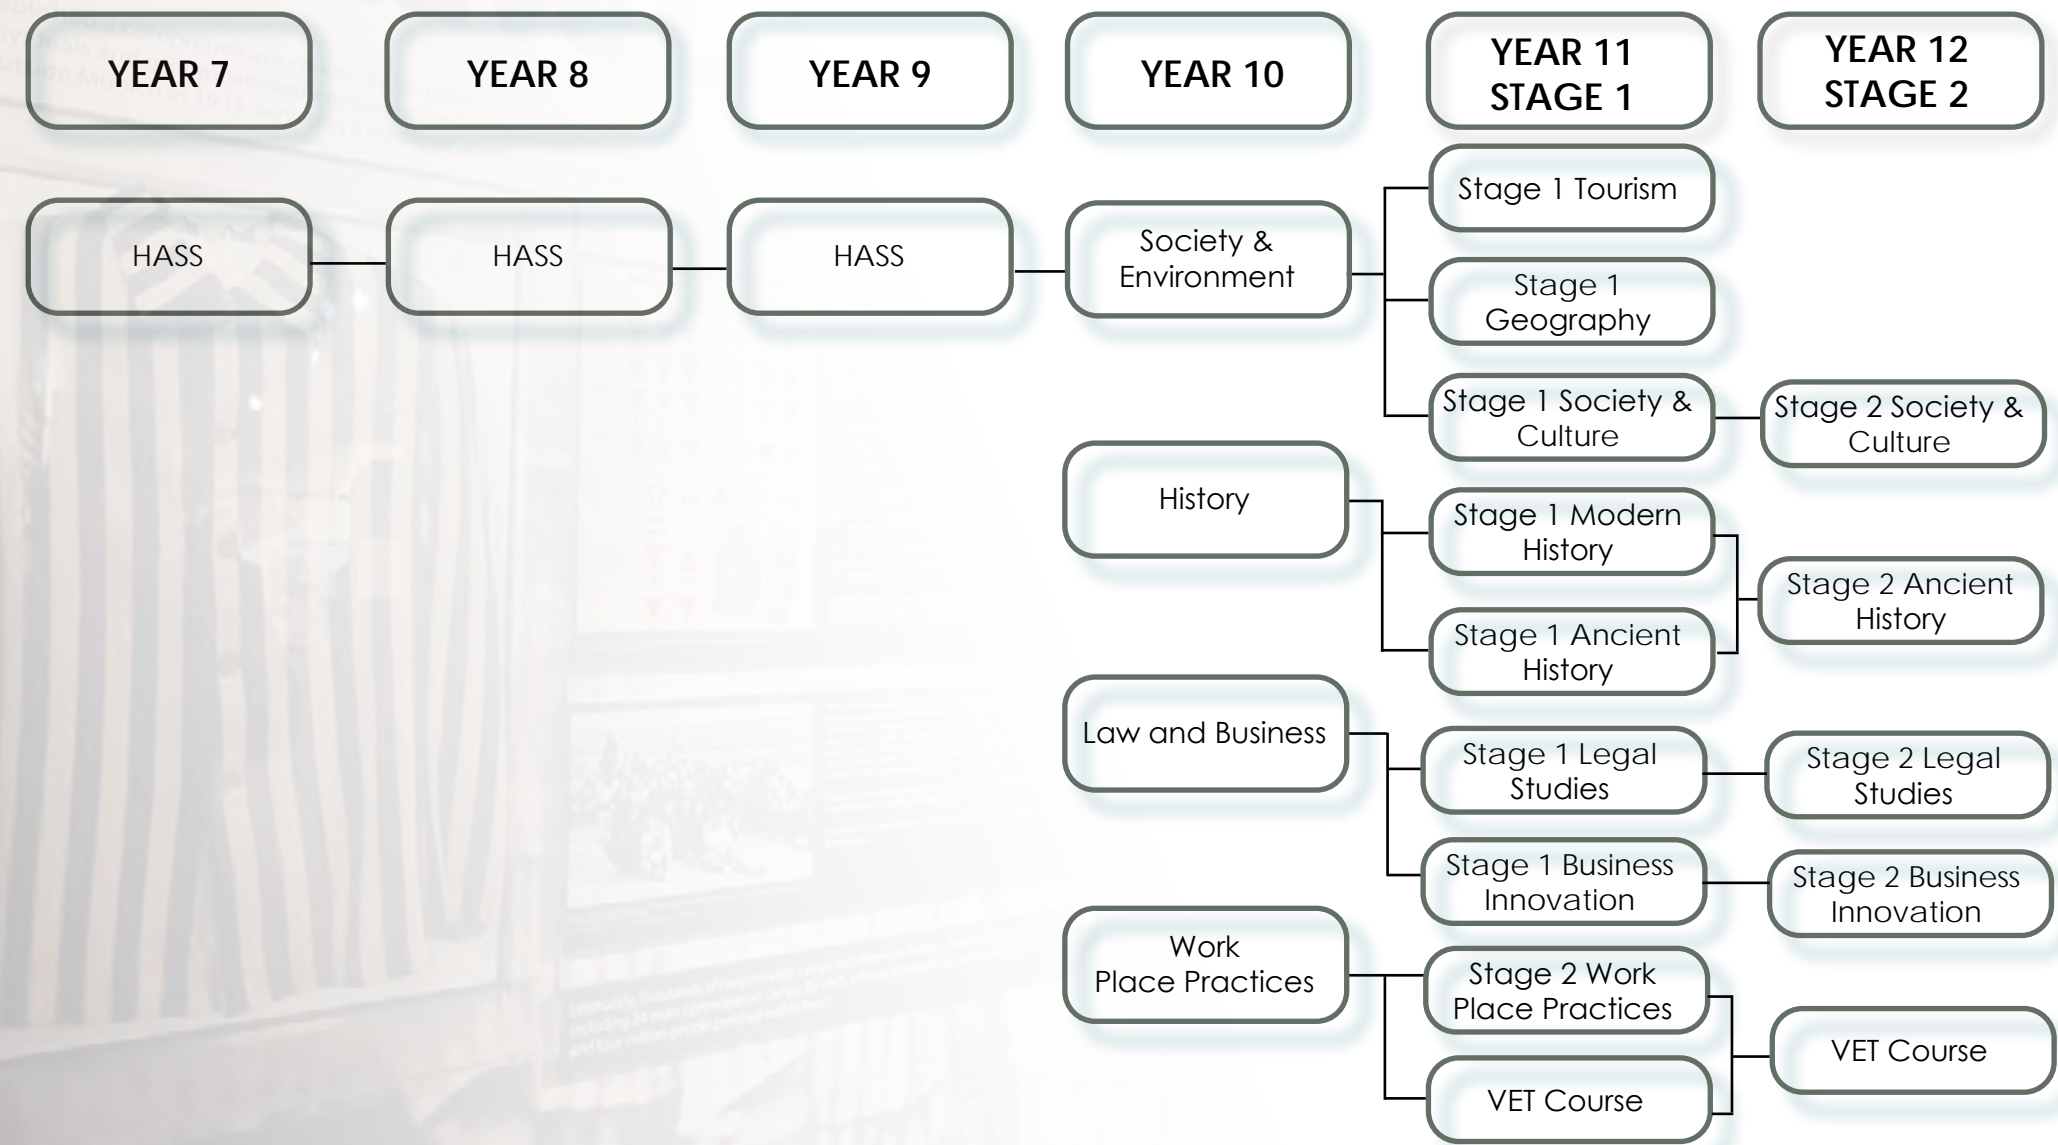 YEAR 7
YEAR 8
YEAR 9
YEAR 10
YEAR 11
STAGE 1
YEAR 12
STAGE 2
HASS
HASS
HASS
Society &
Environment
Stage 1 Tourism
Stage 1
Geography
Stage 1 Society &
Culture
Stage 2 Society &
Culture
History
Stage 1 Modern
History
Stage 1 Ancient
History
Stage 2 Ancient
History
Law and Business
Stage 1 Legal
Studies
Stage 2 Legal
Studies
Stage 1 Business
Innovation
Stage 2 Business
Innovation
Work
Place Practices
Stage 2 Work
Place Practices
VET Course
VET Course